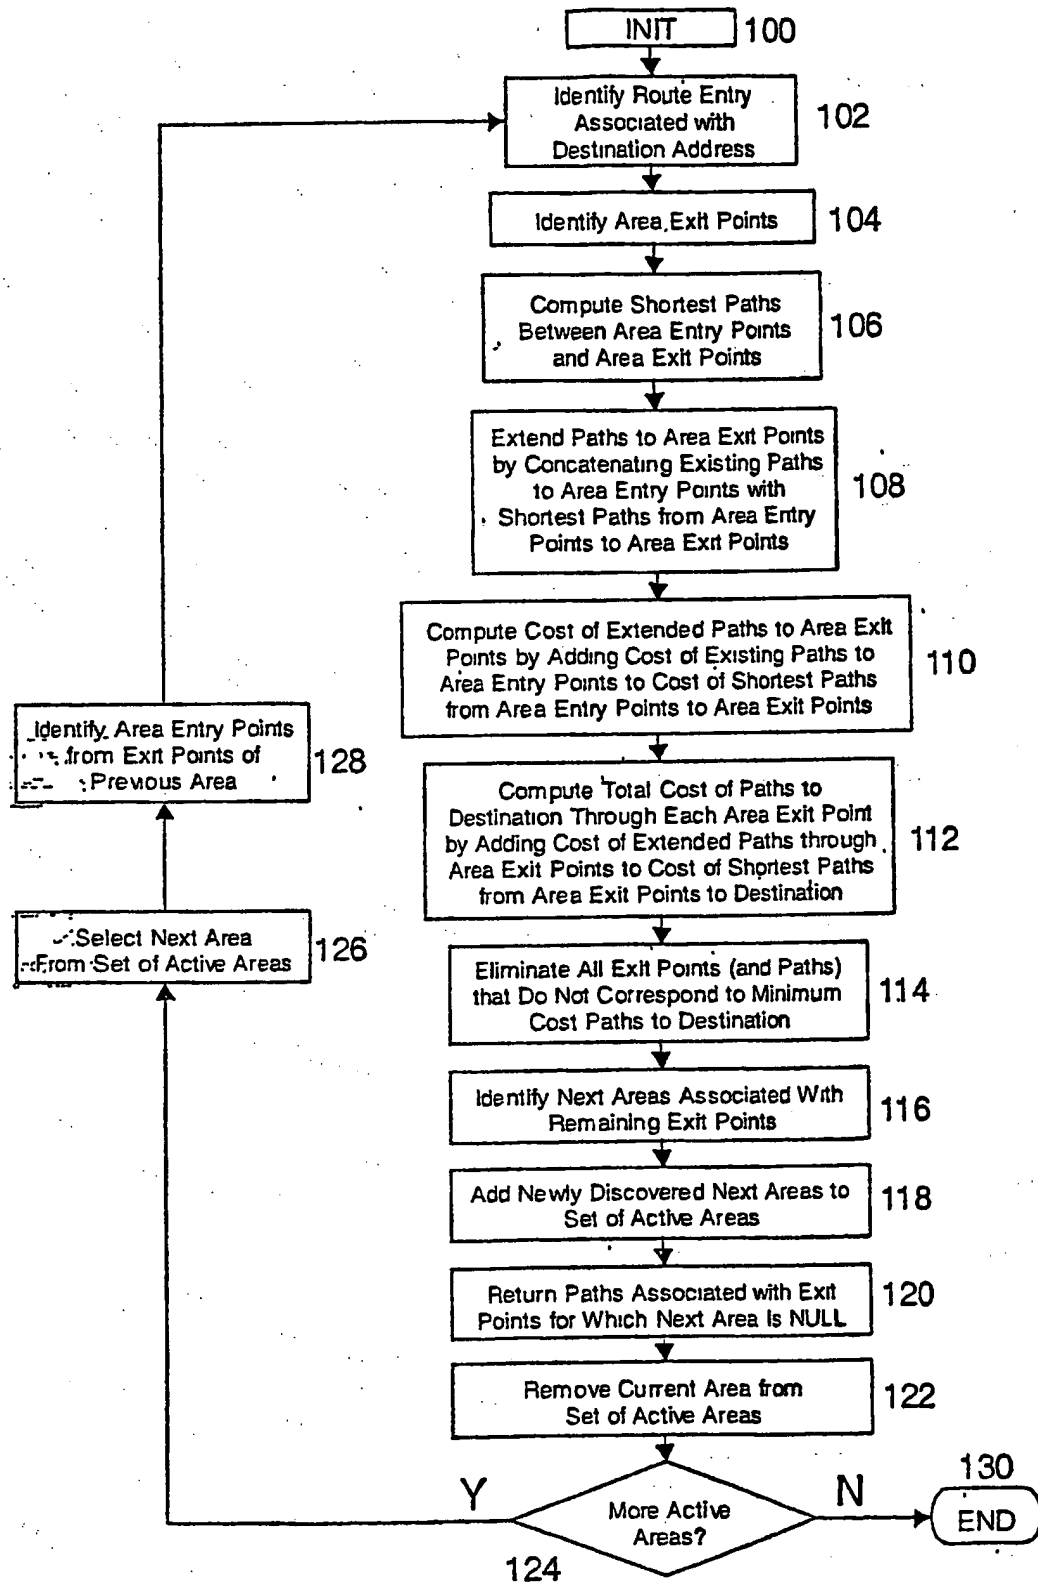 INIT
100
Identify Route Entry
Associated with
Destination Address
102
Identify Area Exit Points
104
Compute Shortest Paths
Between Area Entry Points
and Area Exit Points
106
Extend Paths to Area Exit Points
by Concatenating Existing Paths
to Area Entry Points with
Shortest Paths from Area Entry
Points to Area Exit Points
108
Compute Cost of Extended Paths to Area Exit
Points by Adding Cost of Existing Paths to
Area Entry Points to Cost of Shortest Paths
from Area Entry Points to Area Exit Points
110
Identify Area Entry Points
from Exit Points of
Previous Area
128
Compute Total Cost of Paths to
Destination Through Each Area Exit Point
by Adding Cost of Extended Paths through
Area Exit Points to Cost of Shortest Paths
from Area Exit Points to Destination
112
Select Next Area
From Set of Active Areas
126
Eliminate All Exit Points (and Paths)
that Do Not Correspond to Minimum
Cost Paths to Destination
114
Identify Next Areas Associated With
Remaining Exit Points
116
Add Newly Discovered Next Areas to
Set of Active Areas
118
Return Paths Associated with Exit
Points for Which Next Area Is NULL
120
Remove Current Area from
Set of Active Areas
122
Y
More Active
Areas?
N
124
130
END